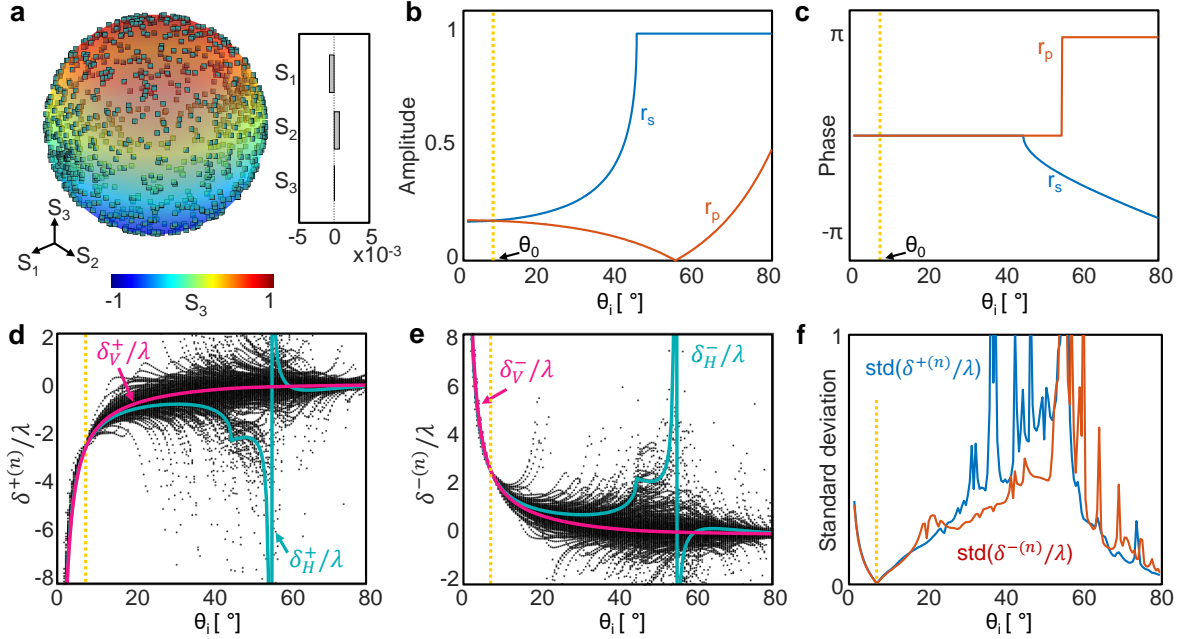 a
S1
S2
S3
-5 0 5
x10-3
S3
S1
S2
-1 S3 1
b
1
0.5
0
Amplitude
rs
rp
θ0
0 20 40 60 80
θi [ °]
c
π
-π
Phase
rp
rs
θ0
0 20 40 60 80
θi [ °]
d
0
-2
-4
-6
-8
δ+(n)/λ
δV+/λ
δH+/λ
0 20 40 60 80
θi [ °]
e
8
6
4
2
0
-2
δ-(n)/λ
δV-/λ
δH-/λ
0 20 40 60 80
θi [ °]
f
1
0
Standard deviation
std(δ+(n)/λ)
std(δ-(n)/λ)
0 20 40 60 80
θi [ °]